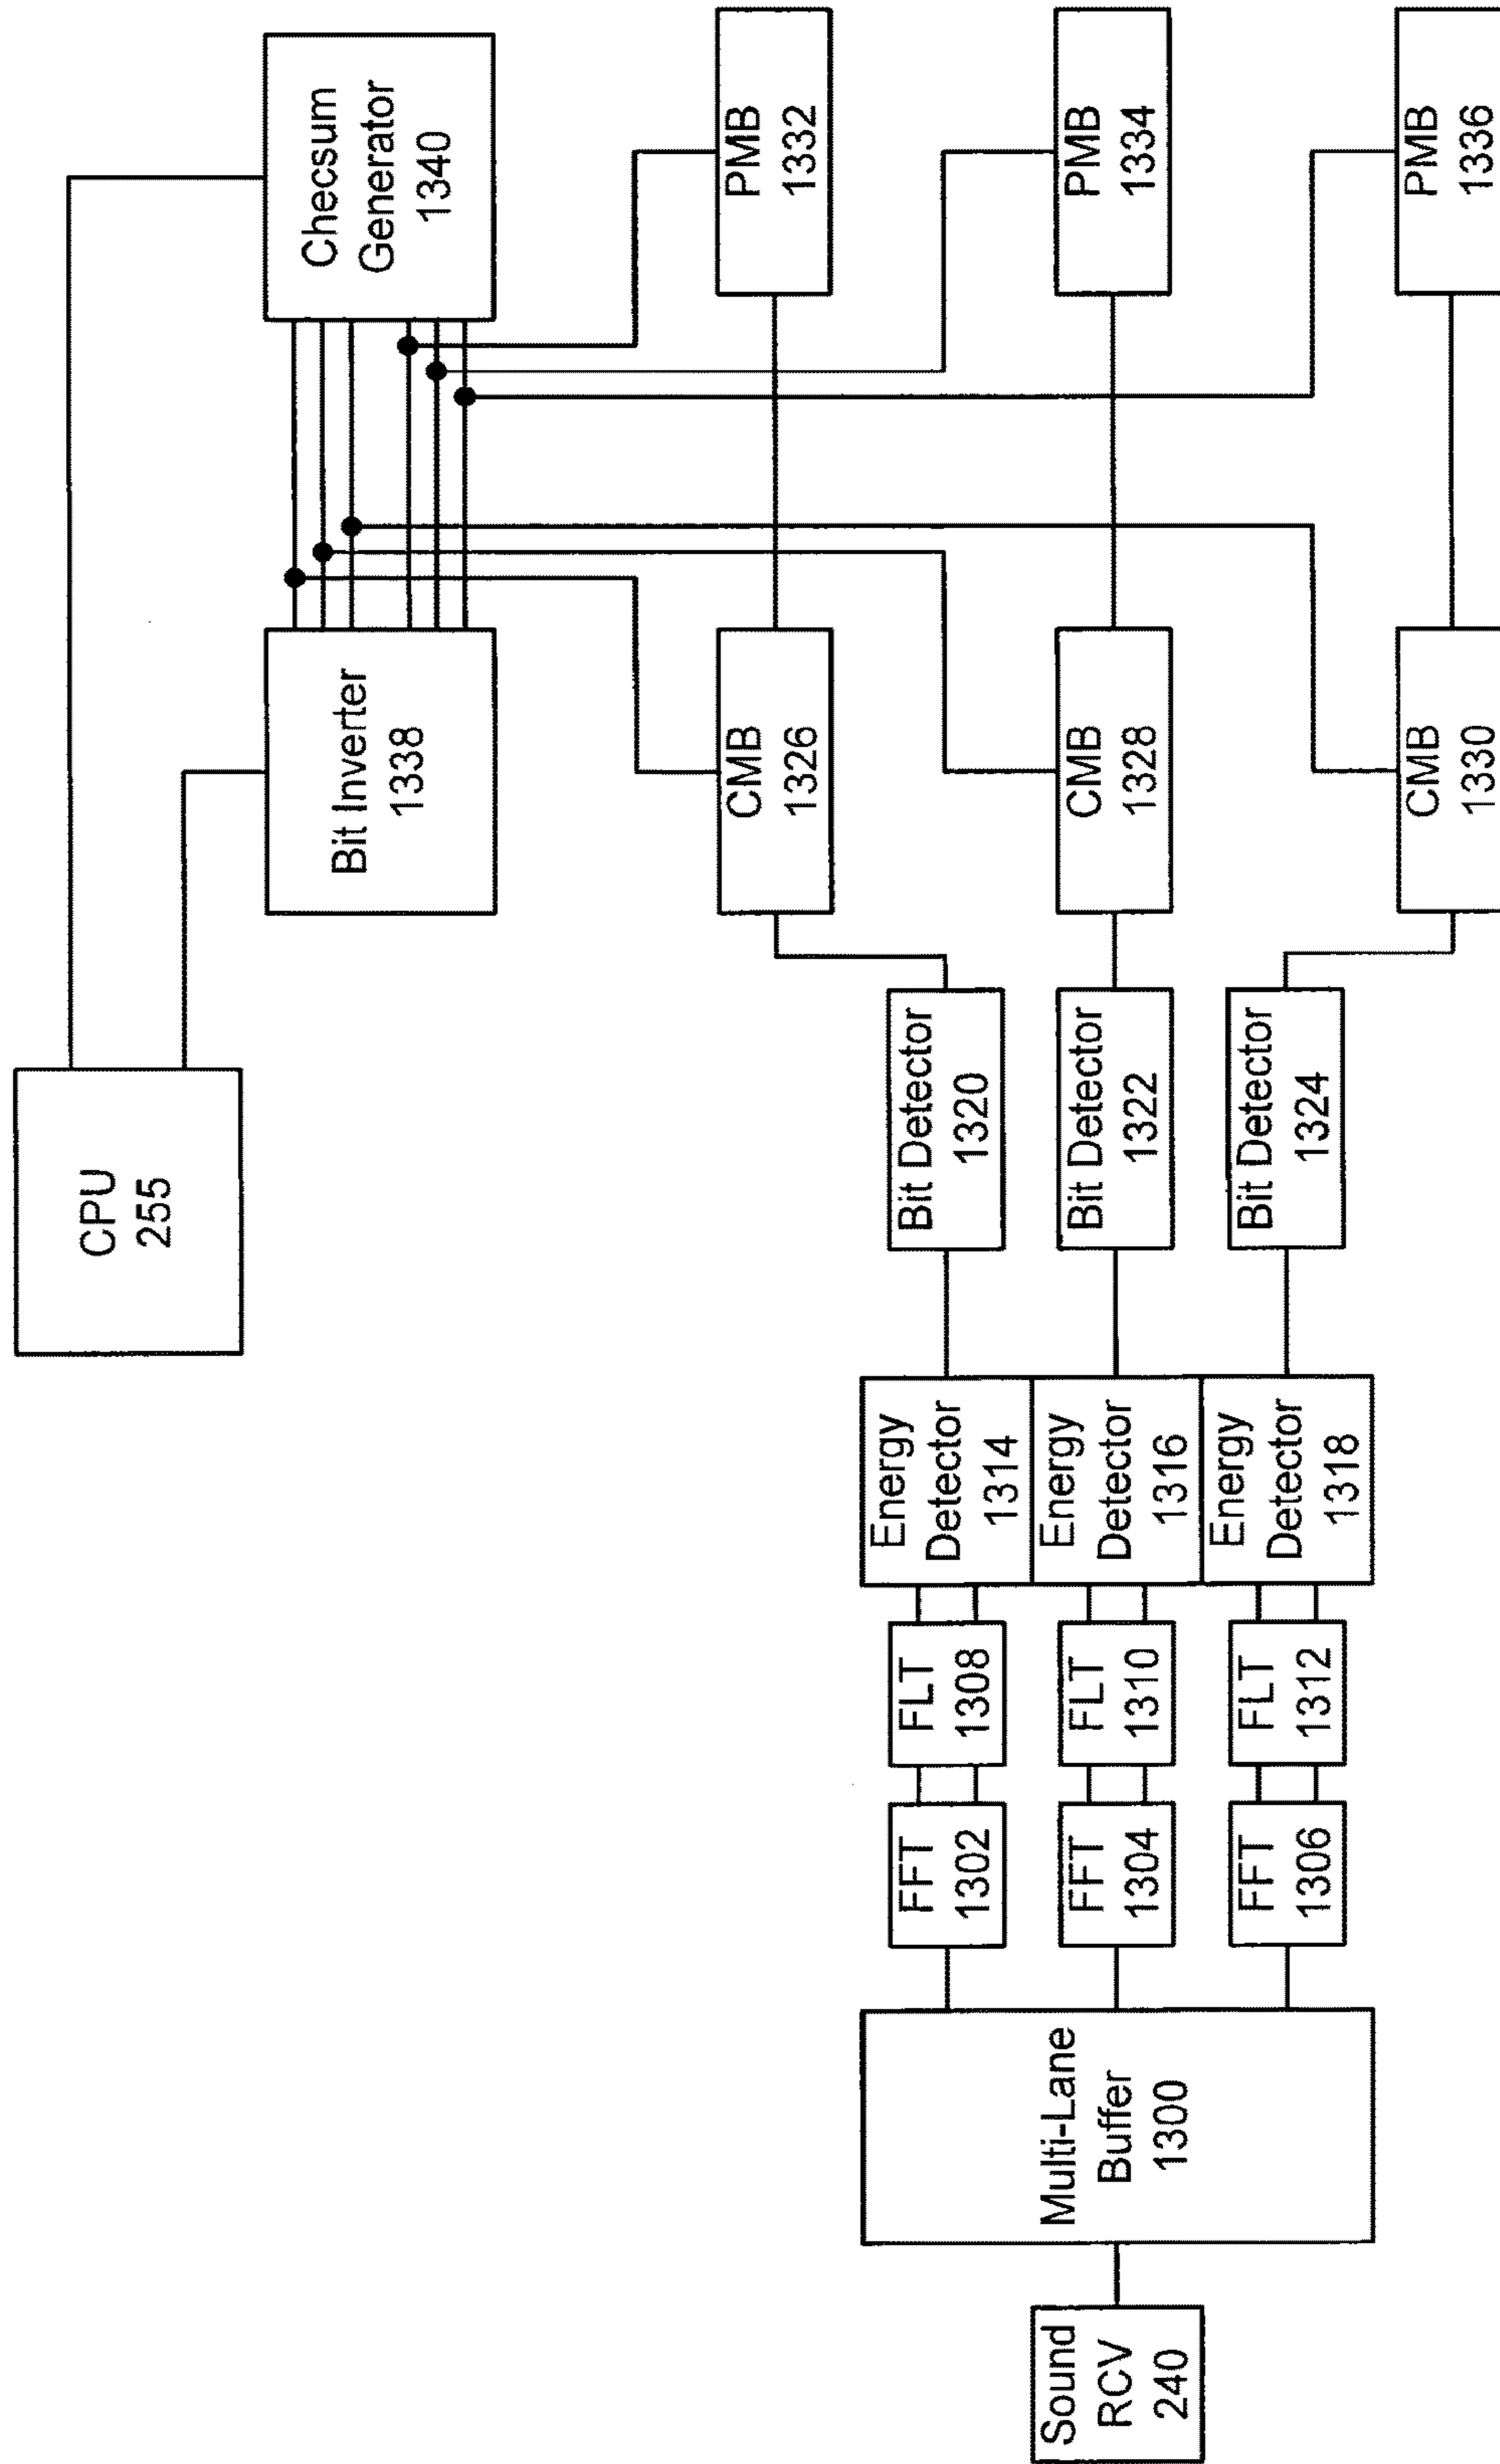 CPU
255
Bit Inverter
1338
Checsum
Generator
1340
CMB
1326
PMB
1332
CMB
1328
PMB
1334
CMB
1330
PMB
1336
Sound
RCV
240
Multi-Lane
Buffer
1300
FFT
1302
FLT
1308
Energy
Detector
1314
Bit Detector
1320
FFT
1304
FLT
1310
Energy
Detector
1316
Bit Detector
1322
FFT
1306
FLT
1312
Energy
Detector
1318
Bit Detector
1324